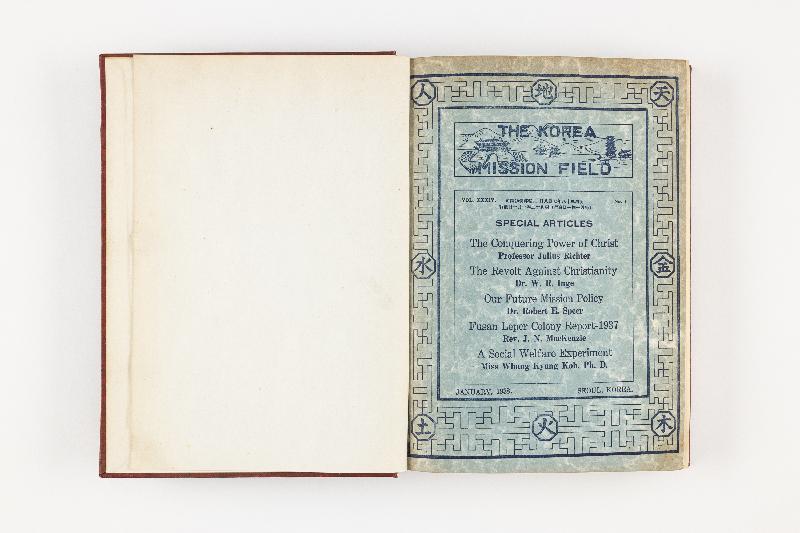 人 地 天
THE KOREA
MISSION FIELD
VOL. XXXIV. No. 1
SPECIAL ARTICLES
The Conquering Power of Christ
Professor Julius Richter
The Revolt Against Christianity
Dr. W. R. Inge
水 金
Our Future Mission Policy
Dr. Robert E. Speer
Fusan Leper Colony Report-1937
Rev. J. N. MacKenzie
A Social Welfare Experiment
Miss Whang Kyung Koh, Ph. D.
JANUARY, 1938. SEOUL, KOREA.
土 火 木